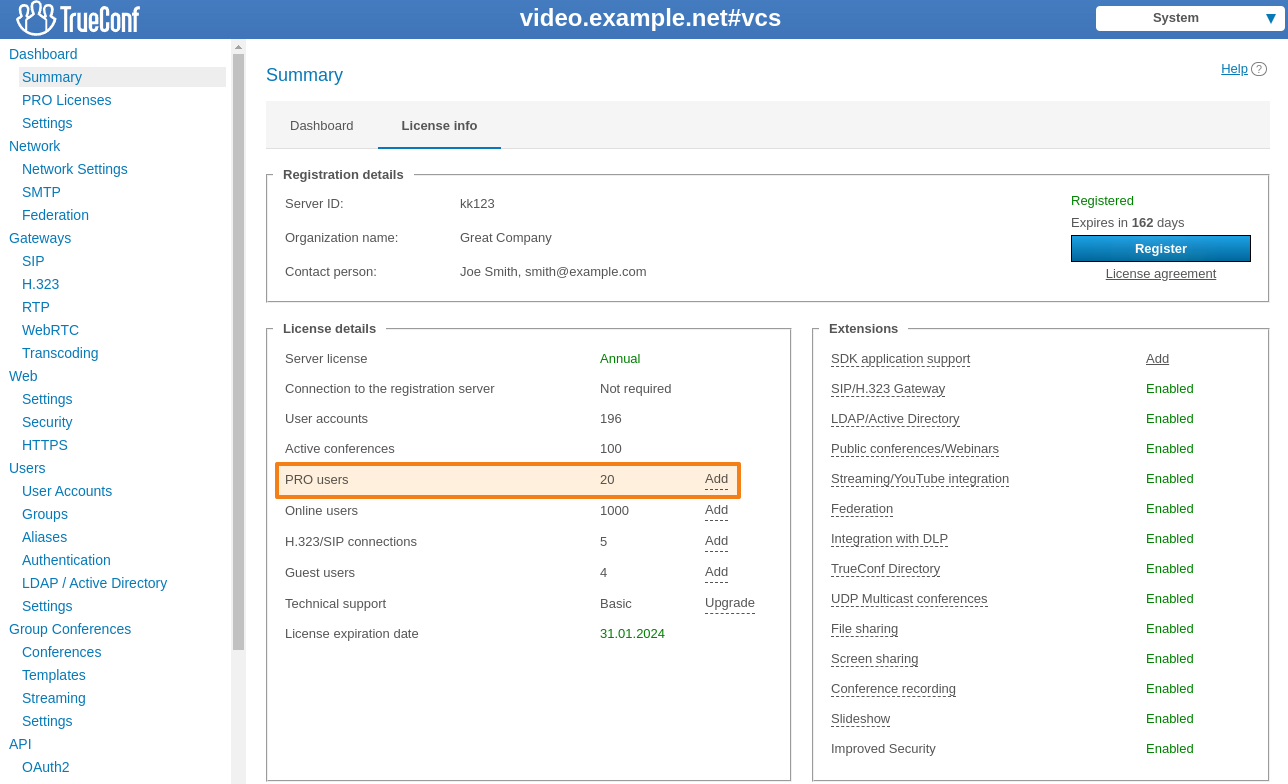 TrueConf
video.example.net#vcs
System
Dashboard
Summary
PRO Licenses
Settings
Network
Network Settings
SMTP
Federation
Gateways
SIP
H.323
RTP
WebRTC
Transcoding
Web
Settings
Security
HTTPS
Users
User Accounts
Groups
Aliases
Authentication
LDAP / Active Directory
Settings
Group Conferences
Conferences
Templates
Streaming
Settings
API
OAuth2
Summary
Help ?
Dashboard License info
Registration details
Server ID: kk123
Organization name: Great Company
Contact person: Joe Smith, smith@example.com
Registered
Expires in 162 days
Register
License agreement
License details
Server license Annual
Connection to the registration server Not required
User accounts 196
Active conferences 100
PRO users 20 Add
Online users 1000 Add
H.323/SIP connections 5 Add
Guest users 4 Add
Technical support Basic Upgrade
License expiration date 31.01.2024
Extensions
SDK application support Add
SIP/H.323 Gateway Enabled
LDAP/Active Directory Enabled
Public conferences/Webinars Enabled
Streaming/YouTube integration Enabled
Federation Enabled
Integration with DLP Enabled
TrueConf Directory Enabled
UDP Multicast conferences Enabled
File sharing Enabled
Screen sharing Enabled
Conference recording Enabled
Slideshow Enabled
Improved Security Enabled